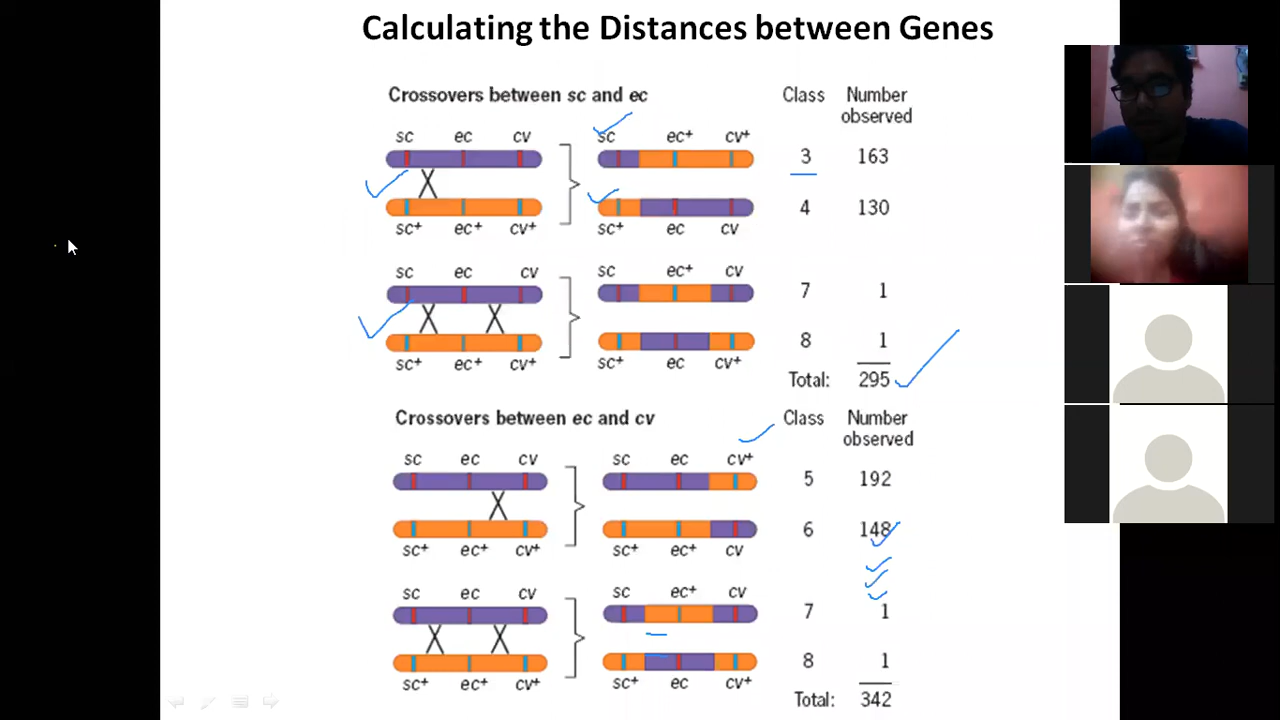 Calculating the Distances between Genes
Crossovers between sc and ec
Class
Number observed
sc ec cv
sc ec+ cv+
3 163
4 130
sc+ ec+ cv+
sc+ ec cv
sc ec cv
sc ec+ cv
7 1
8 1
sc+ ec+ cv+
sc+ ec cv+
Total: 295
Crossovers between ec and cv
Class
Number observed
sc ec cv
sc ec cv+
5 192
6 148
sc+ ec+ cv+
sc+ ec+ cv
sc ec cv
sc ec+ cv
7 1
8 1
sc+ ec+ cv+
sc+ ec cv+
Total: 342